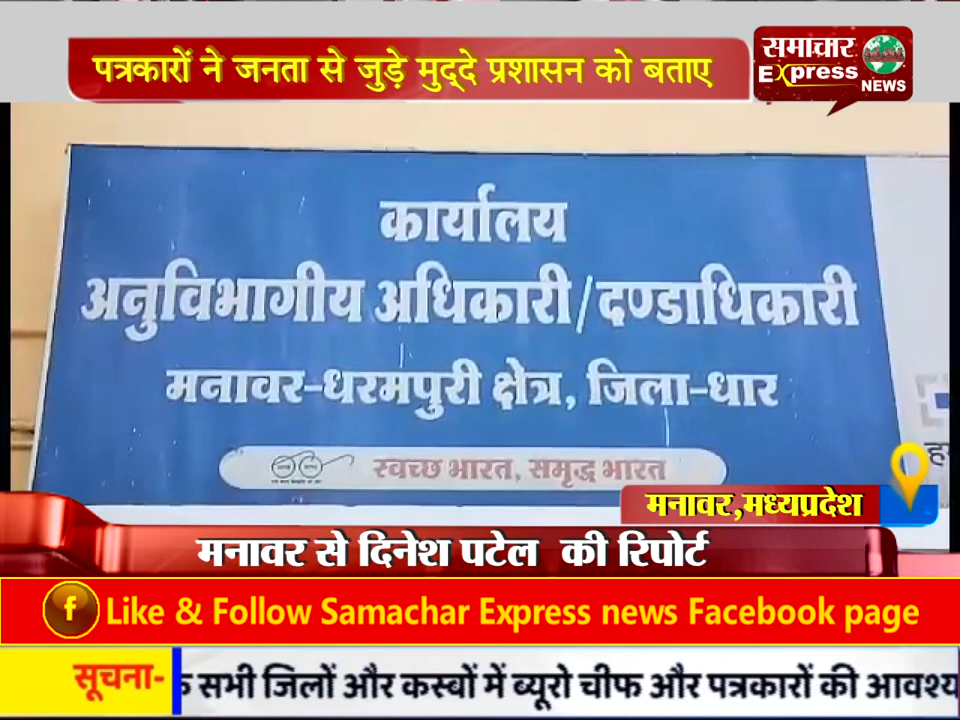 पत्रकारों ने जनता से जुड़े मुद्दे प्रशासन को बताए
समाचार
Express
NEWS
कार्यालय
अनुविभागीय अधिकारी/दण्डाधिकारी
मनावर-धरमपुरी क्षेत्र, जिला-धार
स्वच्छ भारत, समृद्ध भारत
मनावर,मध्यप्रदेश
मनावर से दिनेश पटेल की रिपोर्ट
f Like & Follow Samachar Express news Facebook page
सूचना- सभी जिलों और कस्बों में ब्यूरो चीफ और पत्रकारों की आवश्य